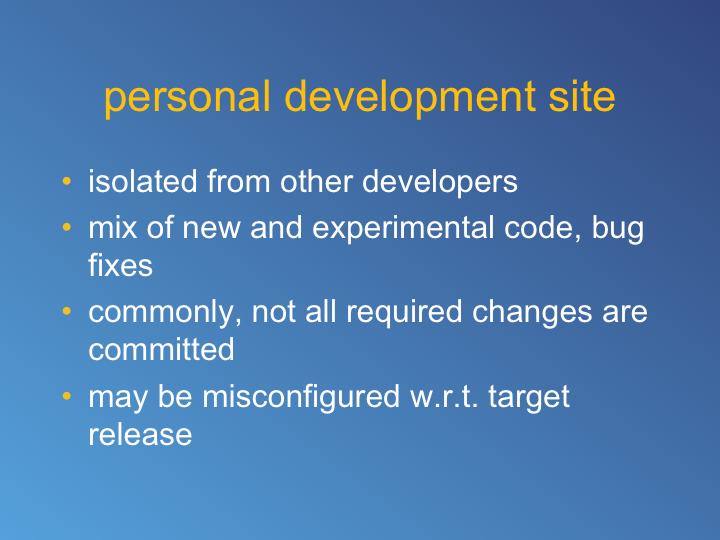 personal development site
• isolated from other developers
• mix of new and experimental code, bug
fixes
• commonly, not all required changes are
committed
• may be misconfigured w.r.t. target
release